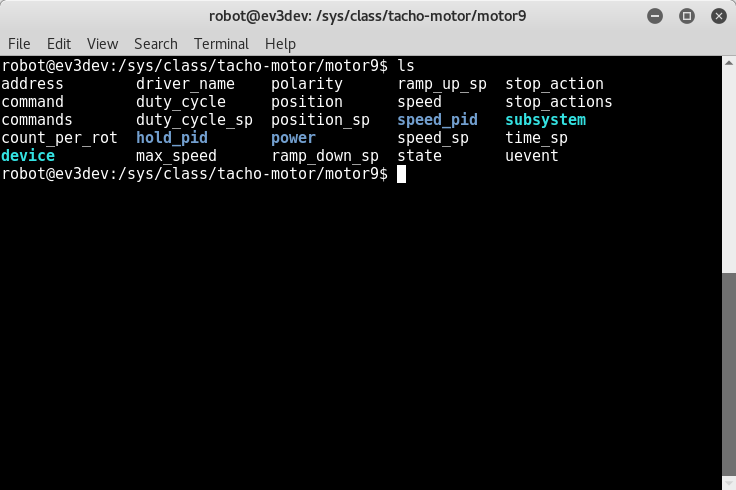 robot@ev3dev: /sys/class/tacho-motor/motor9
File Edit View Search Terminal Help
robot@ev3dev:/sys/class/tacho-motor/motor9$ ls
address        driver_name    polarity      ramp_up_sp  stop_action
command        duty_cycle     position      speed       stop_actions
commands       duty_cycle_sp  position_sp   speed_pid   subsystem
count_per_rot  hold_pid       power         speed_sp    time_sp
device         max_speed      ramp_down_sp  state       uevent
robot@ev3dev:/sys/class/tacho-motor/motor9$